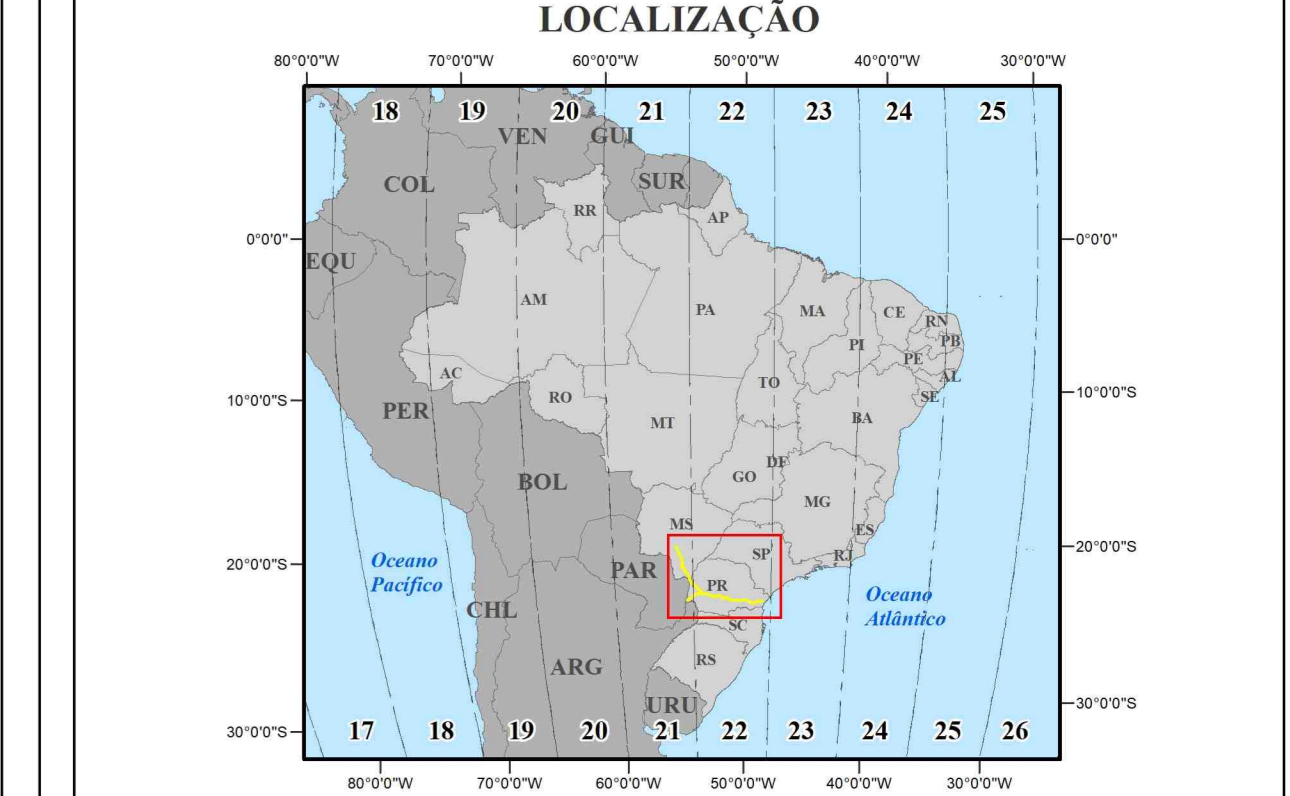 LOCALIZAÇÃO
80°0'0"W 70°0'0"W 60°0'0"W 50°0'0"W 40°0'0"W 30°0'0"W
18 19 20 21 22 23 24 25
VEN GUI
COL SUR
RR AP
0°0'0" 0°0'0"
EQU
AM PA MA CE RN
PI PB
PE
AC TO AL
10°0'0"S RO SE 10°0'0"S
PER MT BA
DF
BOL GO
MG
MS ES
20°0'0"S SP RJ 20°0'0"S
Oceano
Pacífico
PAR PR
Oceano
Atlântico
CHL SC
ARG RS
URU
30°0'0"S 30°0'0"S
17 18 19 20 21 22 23 24 25 26
80°0'0"W 70°0'0"W 60°0'0"W 50°0'0"W 40°0'0"W 30°0'0"W